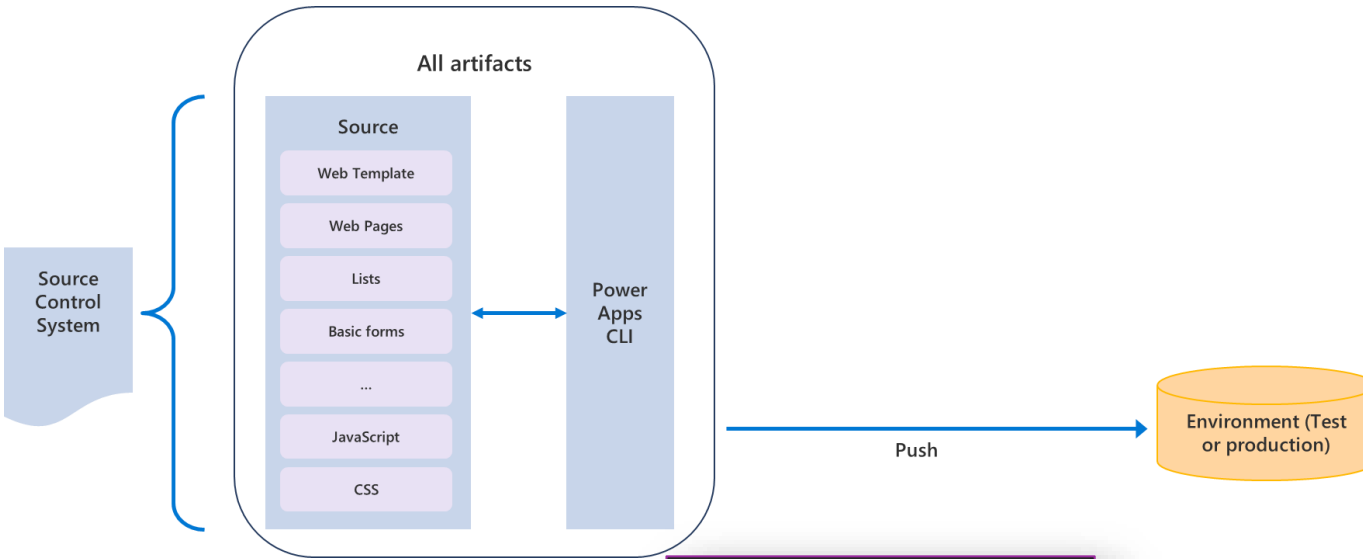 All artifacts
Source
Web Template
Web Pages
Lists
Basic forms
...
JavaScript
CSS
Source
Control
System
Power
Apps
CLI
Push
Environment (Test
or production)